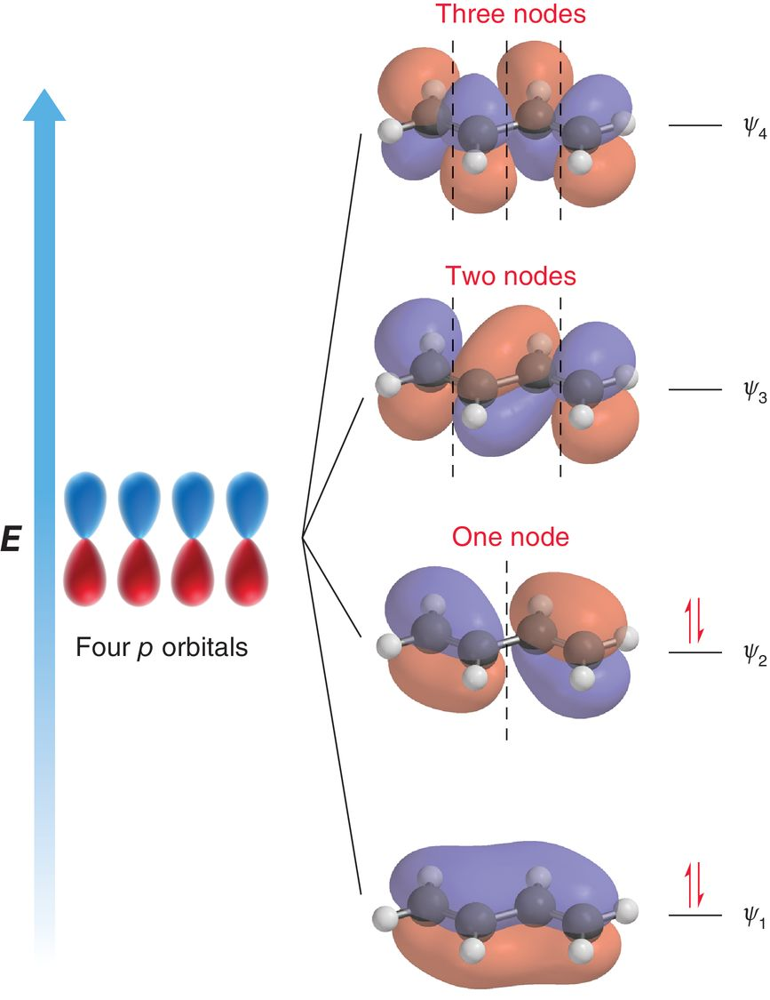 Three nodes
ψ4
Two nodes
ψ3
E
Four p orbitals
One node
ψ2
ψ1